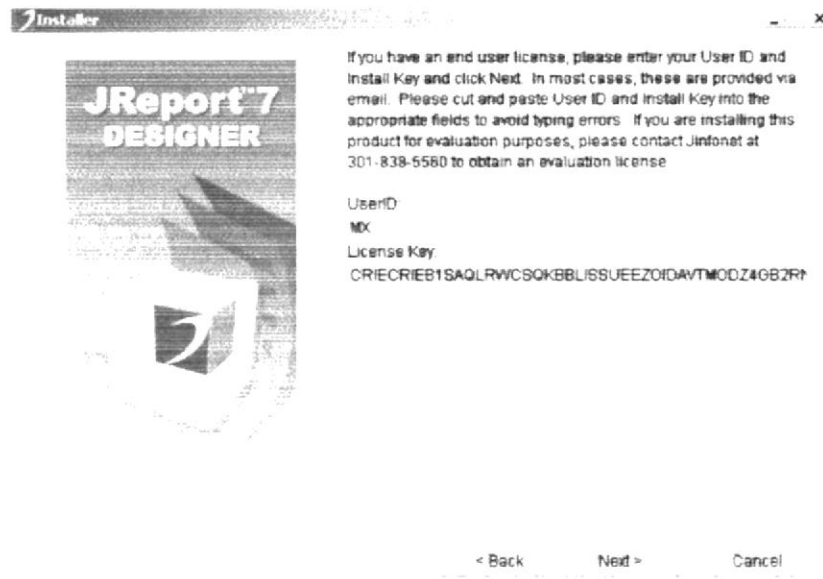 Installer
If you have an end user license, please enter your User ID and
Install Key and click Next. In most cases, these are provided via
email. Please cut and paste User ID and Install Key into the
appropriate fields to avoid typing errors. If you are installing this
product for evaluation purposes, please contact Jinfonet at
301-838-5560 to obtain an evaluation license
JReport™7
DESIGNER
UserID:
MX
License Key:
< Back
Next >
Cancel